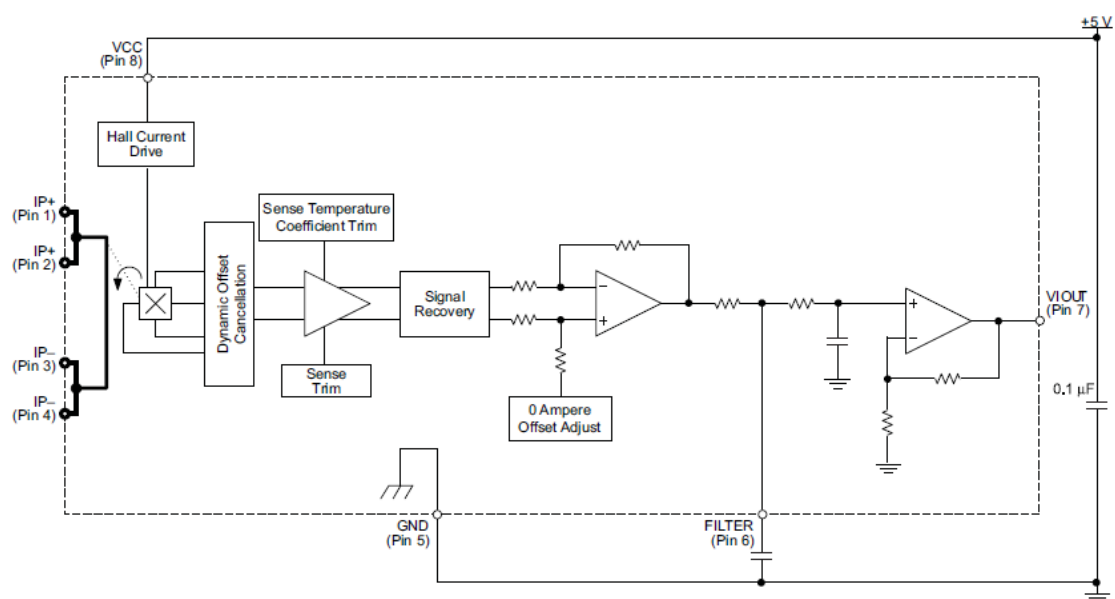 +5 V
VCC
(Pin 8)
Hall Current
Drive
IP+
(Pin 1)
IP+
(Pin 2)
IP–
(Pin 3)
IP–
(Pin 4)
Dynamic Offset
Cancellation
Sense Temperature
Coefficient Trim
Sense
Trim
Signal
Recovery
0 Ampere
Offset Adjust
VIOUT
(Pin 7)
0.1 µF
GND
(Pin 5)
FILTER
(Pin 6)